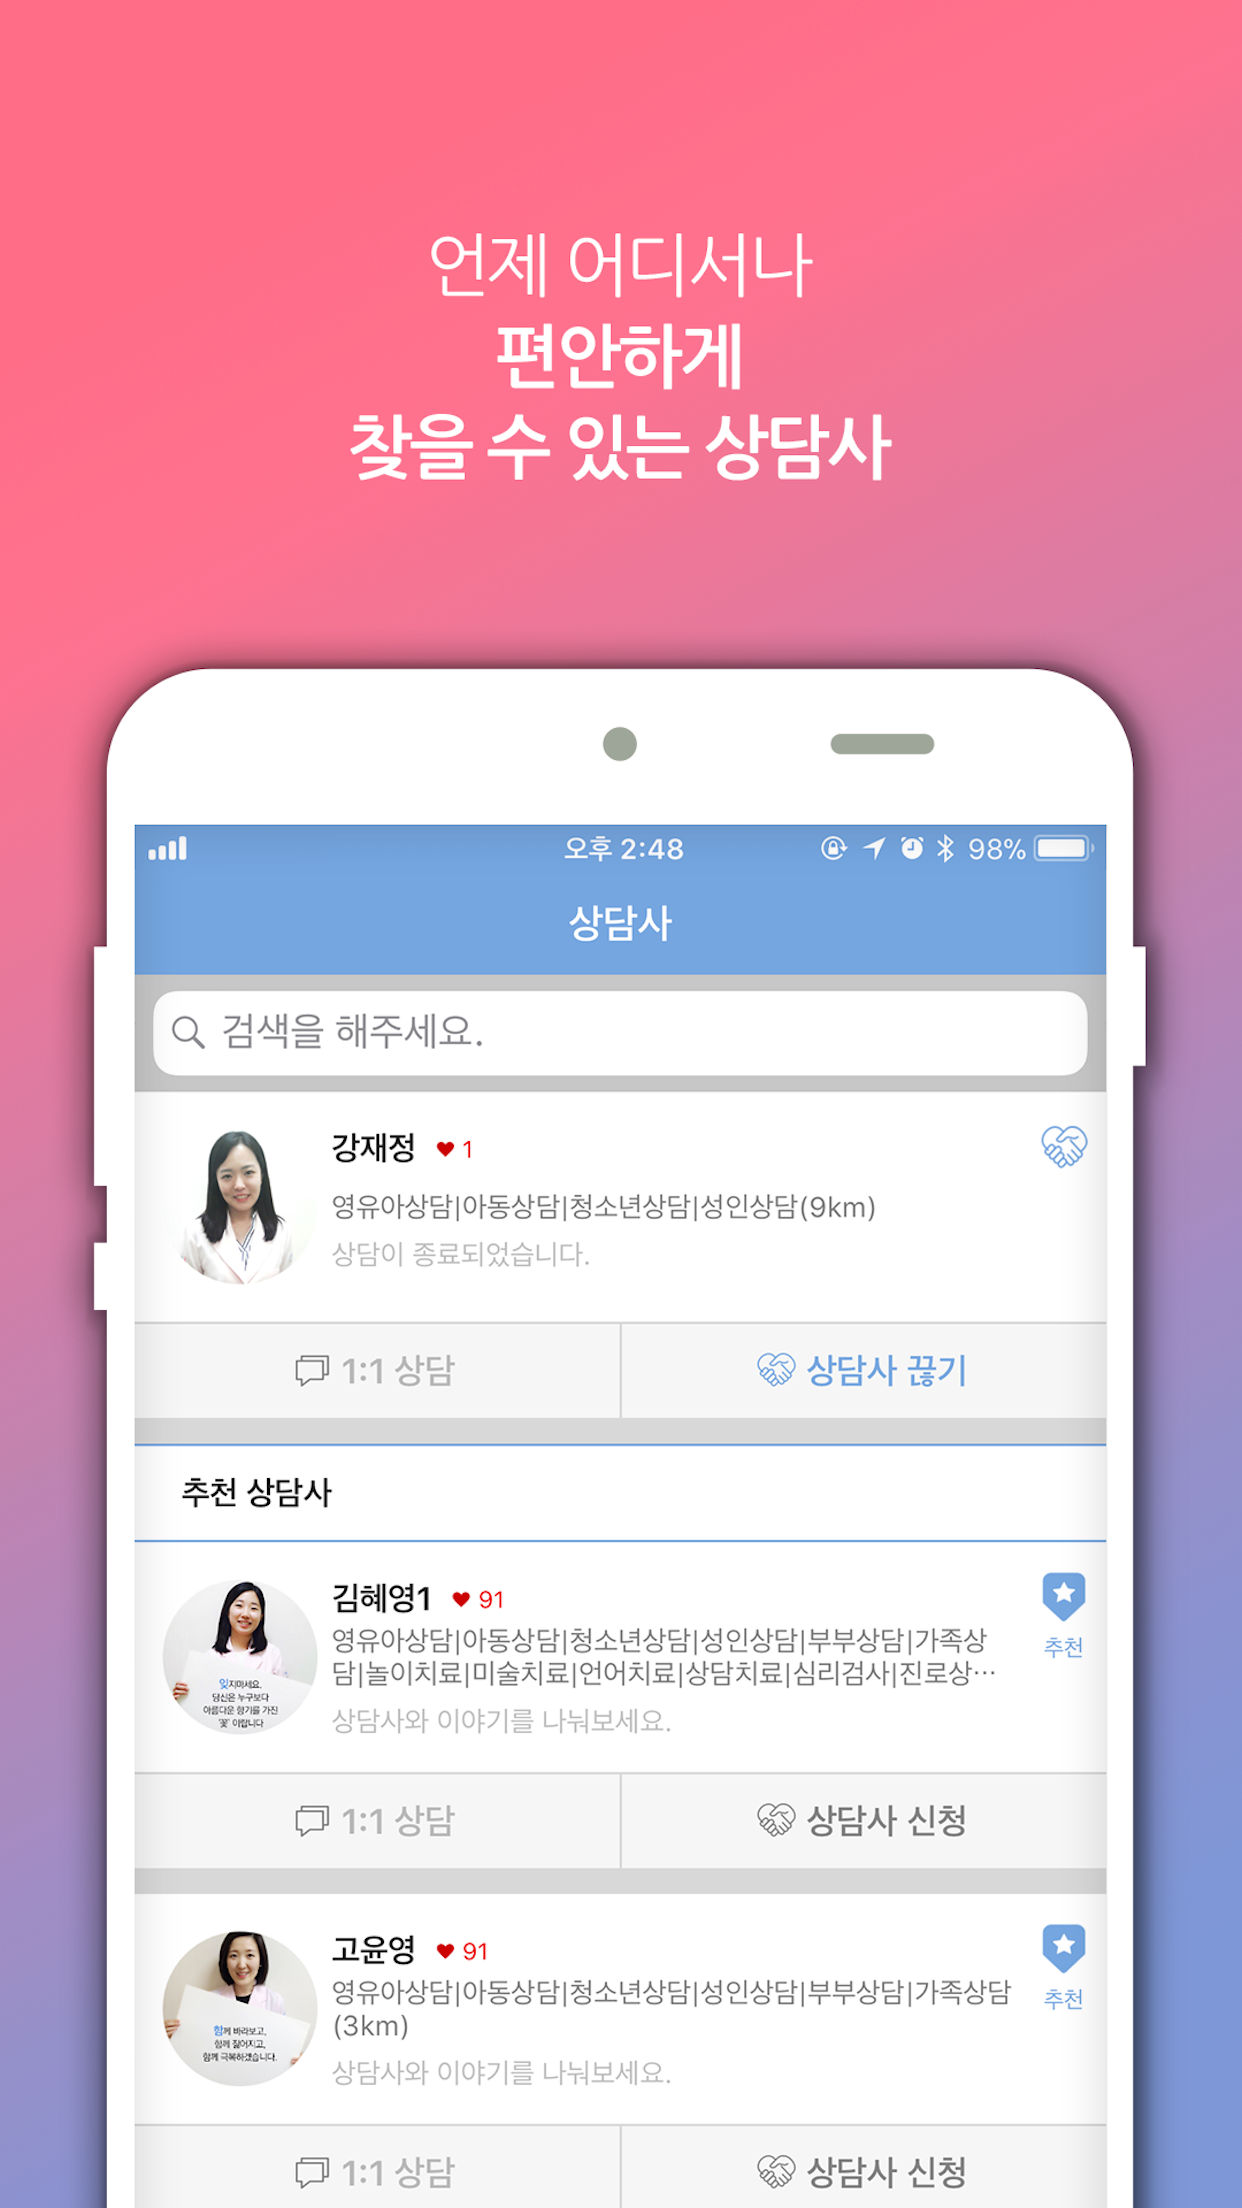 언제 어디서나
편안하게
찾을 수 있는 상담사
오후 2:48
98%
상담사
검색을 해주세요.
강재정 1
영유아상담|아동상담|청소년상담|성인상담(9km)
상담이 종료되었습니다.
1:1 상담
상담사 끊기
추천 상담사
김혜영1 91
영유아상담|아동상담|청소년상담|성인상담|부부상담|가족상
담|놀이치료|미술치료|언어치료|상담치료|심리검사|진로상…
추천
상담사와 이야기를 나눠보세요.
잊지마세요.
당신은 누구보다
아름다운 향기를 가진
'꽃' 이랍니다
1:1 상담
상담사 신청
고윤영 91
영유아상담|아동상담|청소년상담|성인상담|부부상담|가족상담
(3km)
추천
상담사와 이야기를 나눠보세요.
함께 바라보고,
함께 짊어지고,
함께 극복하겠습니다.
1:1 상담
상담사 신청